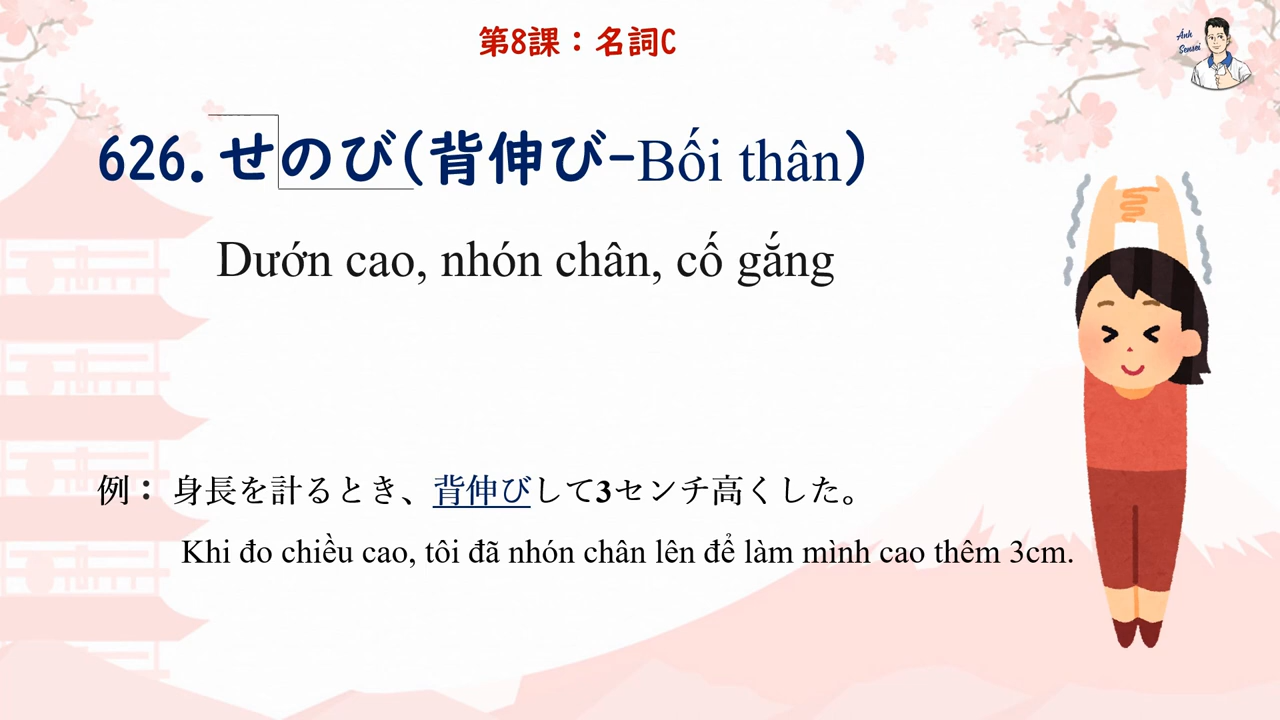 第8課：名詞C
Ánh
Sensei
626.せのび(背伸び-Bối thân)
Dướn cao, nhón chân, cố gắng
例： 身長を計るとき、背伸びして3センチ高くした。
Khi đo chiều cao, tôi đã nhón chân lên để làm mình cao thêm 3cm.